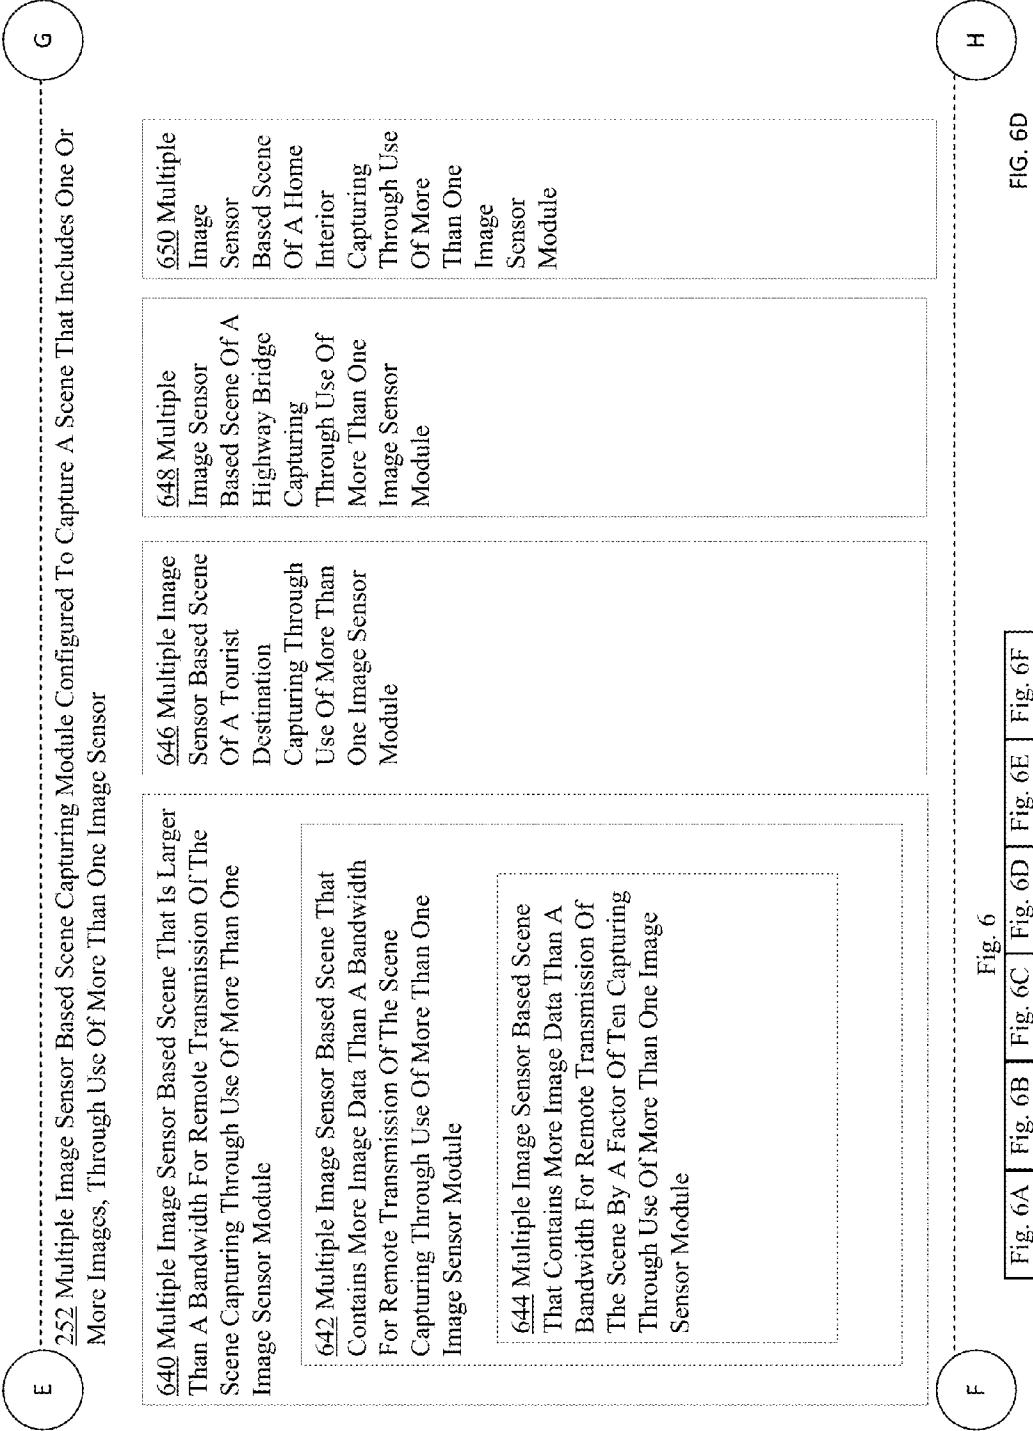 E
G
252 Multiple Image Sensor Based Scene Capturing Module Configured To Capture A Scene That Includes One Or
More Images, Through Use Of More Than One Image Sensor
640 Multiple Image Sensor Based Scene That Is Larger
Than A Bandwidth For Remote Transmission Of The
Scene Capturing Through Use Of More Than One
Image Sensor Module
642 Multiple Image Sensor Based Scene That
Contains More Image Data Than A Bandwidth
For Remote Transmission Of The Scene
Capturing Through Use Of More Than One
Image Sensor Module
644 Multiple Image Sensor Based Scene
That Contains More Image Data Than A
Bandwidth For Remote Transmission Of
The Scene By A Factor Of Ten Capturing
Through Use Of More Than One Image
Sensor Module
646 Multiple Image
Sensor Based Scene
Of A Tourist
Destination
Capturing Through
Use Of More Than
One Image Sensor
Module
648 Multiple
Image Sensor
Based Scene Of A
Highway Bridge
Capturing
Through Use Of
More Than One
Image Sensor
Module
650 Multiple
Image
Sensor
Based Scene
Of A Home
Interior
Capturing
Through Use
Of More
Than One
Image
Sensor
Module
F
H
Fig. 6
Fig. 6A Fig. 6B Fig. 6C Fig. 6D Fig. 6E Fig. 6F
FIG. 6D